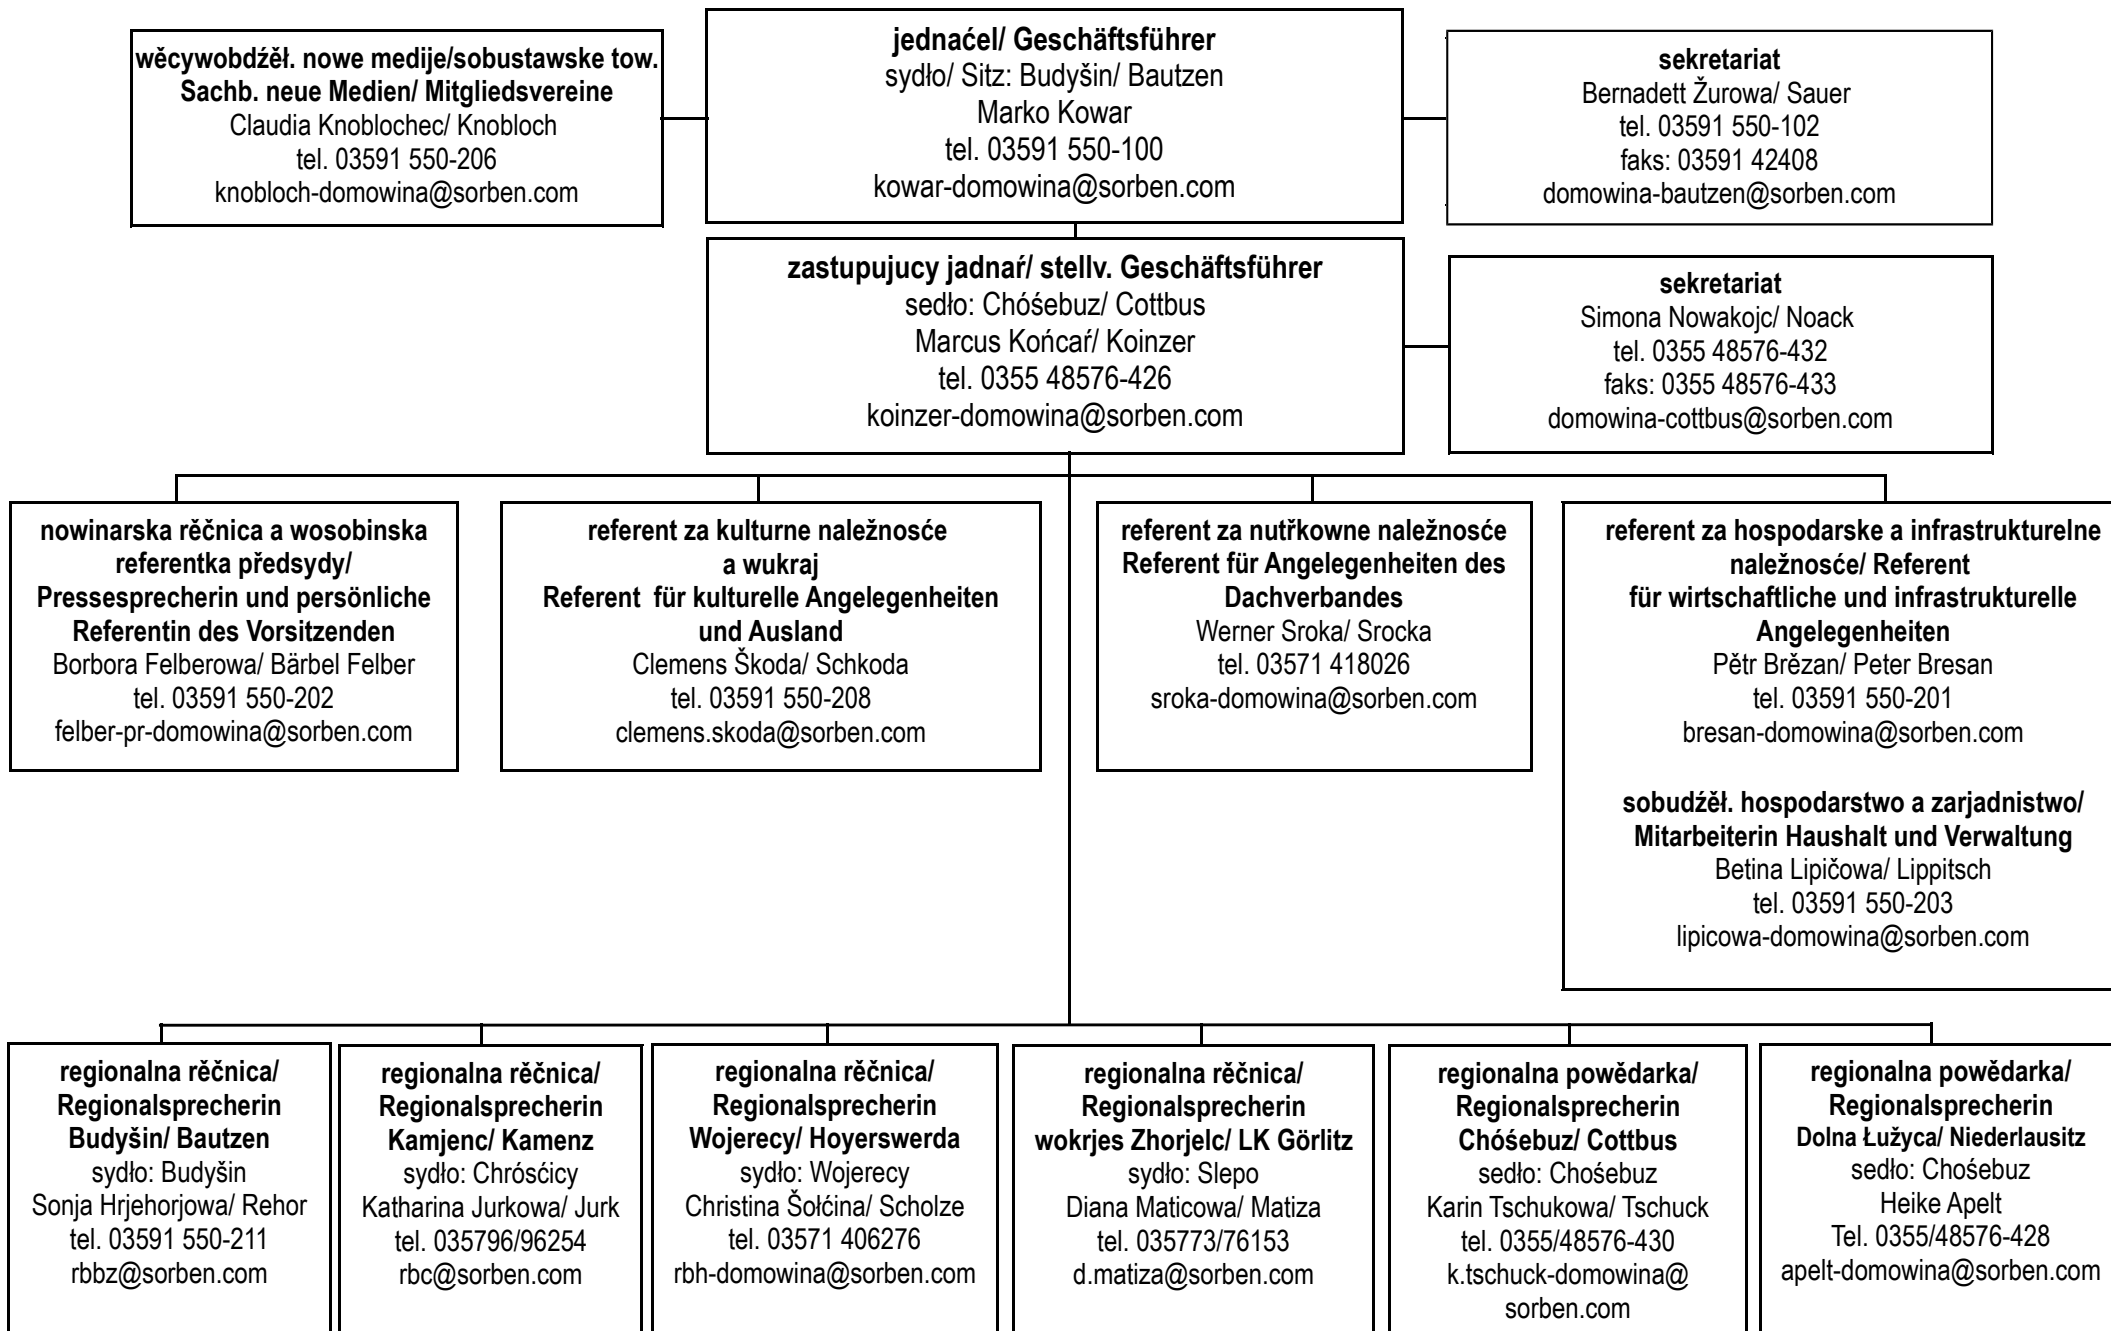 wěcywobdźěł. nowe medije/sobustawske tow.
Sachb. neue Medien/ Mitgliedsvereine
Claudia Knoblochec/ Knobloch
tel. 03591 550-206
knobloch-domowina@sorben.com
jednaćel/ Geschäftsführer
sydło/ Sitz: Budyšin/ Bautzen
Marko Kowar
tel. 03591 550-100
kowar-domowina@sorben.com
sekretariat
Bernadett Žurowa/ Sauer
tel. 03591 550-102
faks: 03591 42408
domowina-bautzen@sorben.com
zastupujucy jadnaŕ/ stellv. Geschäftsführer
sedło: Chóśebuz/ Cottbus
Marcus Końcaŕ/ Koinzer
tel. 0355 48576-426
koinzer-domowina@sorben.com
sekretariat
Simona Nowakojc/ Noack
tel. 0355 48576-432
faks: 0355 48576-433
domowina-cottbus@sorben.com
nowinarska rěčnica a wosobinska
referentka předsydy/
Pressesprecherin und persönliche
Referentin des Vorsitzenden
Borbora Felberowa/ Bärbel Felber
tel. 03591 550-202
felber-pr-domowina@sorben.com
referent za kulturne naležnosće
a wukraj
Referent  für kulturelle Angelegenheiten
und Ausland
Clemens Škoda/ Schkoda
tel. 03591 550-208
clemens.skoda@sorben.com
referent za nutřkowne naležnosće
Referent für Angelegenheiten des
Dachverbandes
Werner Sroka/ Srocka
tel. 03571 418026
sroka-domowina@sorben.com
referent za hospodarske a infrastrukturelne
naležnosće/ Referent
für wirtschaftliche und infrastrukturelle
Angelegenheiten
Pětr Brězan/ Peter Bresan
tel. 03591 550-201
bresan-domowina@sorben.com
sobudźěł. hospodarstwo a zarjadnistwo/
Mitarbeiterin Haushalt und Verwaltung
Betina Lipičowa/ Lippitsch
tel. 03591 550-203
lipicowa-domowina@sorben.com
regionalna rěčnica/
Regionalsprecherin
Budyšin/ Bautzen
sydło: Budyšin
Sonja Hrjehorjowa/ Rehor
tel. 03591 550-211
rbbz@sorben.com
regionalna rěčnica/
Regionalsprecherin
Kamjenc/ Kamenz
sydło: Chrósćicy
Katharina Jurkowa/ Jurk
tel. 035796/96254
rbc@sorben.com
regionalna rěčnica/
Regionalsprecherin
Wojerecy/ Hoyerswerda
sydło: Wojerecy
Christina Šołćina/ Scholze
tel. 03571 406276
rbh-domowina@sorben.com
regionalna rěčnica/
Regionalsprecherin
wokrjes Zhorjelc/ LK Görlitz
sydło: Slepo
Diana Maticowa/ Matiza
tel. 035773/76153
d.matiza@sorben.com
regionalna powědarka/
Regionalsprecherin
Chóśebuz/ Cottbus
sedło: Chośebuz
Karin Tschukowa/ Tschuck
tel. 0355/48576-430
k.tschuck-domowina@
sorben.com
regionalna powědarka/
Regionalsprecherin
Dolna Łužyca/ Niederlausitz
sedło: Chośebuz
Heike Apelt
Tel. 0355/48576-428
apelt-domowina@sorben.com